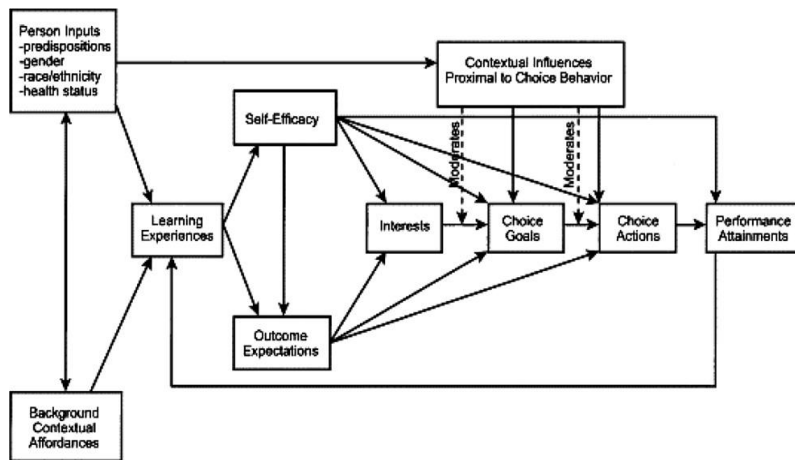 Person Inputs
-predispositions
-gender
-race/ethnicity
-health status
Contextual Influences
Proximal to Choice Behavior
Self-Efficacy
Moderates
Moderates
Learning
Experiences
Interests
Choice
Goals
Choice
Actions
Performance
Attainments
Outcome
Expectations
Background
Contextual
Affordances